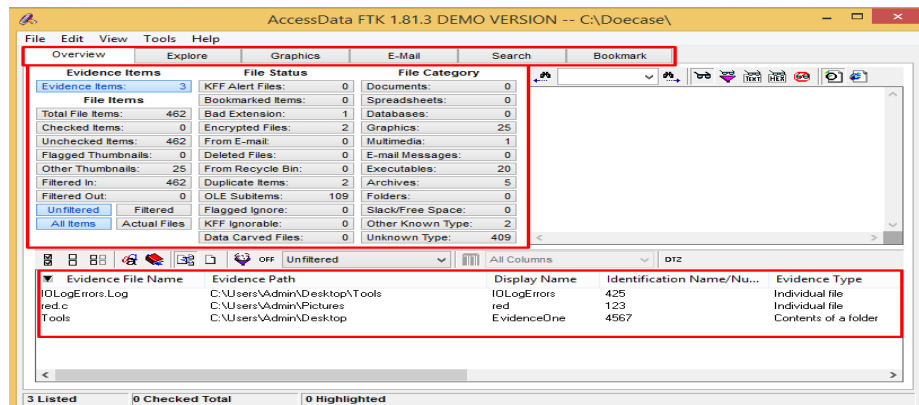 AccessData FTK 1.81.3 DEMO VERSION -- C:\Doecase\
File Edit View Tools Help
Overview Explore Graphics E-Mail Search Bookmark
Evidence Items File Status File Category
Evidence Items: 3 KFF Alert Files: 0 Documents: 0
File Items Bookmarked Items: 0 Spreadsheets: 0
Total File Items: 462 Bad Extension: 1 Databases: 0
Checked Items: 0 Encrypted Files: 2 Graphics: 25
Unchecked Items: 462 From E-mail: 0 Multimedia: 1
Flagged Thumbnails: 0 Deleted Files: 0 E-mail Messages: 0
Other Thumbnails: 25 From Recycle Bin: 0 Executables: 20
Filtered In: 462 Duplicate Items: 2 Archives: 5
Filtered Out: 0 OLE Subitems: 109 Folders: 0
Unfiltered Filtered Flagged Ignore: 0 Slack/Free Space: 0
All Items Actual Files KFF Ignorable: 0 Other Known Type: 2
Data Carved Files: 0 Unknown Type: 409
TEXT HEX
OFF Unfiltered All Columns DTZ
Evidence File Name Evidence Path Display Name Identification Name/Nu... Evidence Type
IOLogErrors.Log C:\Users\Admin\Desktop\Tools IOLogErrors 425 Individual file
red.c C:\Users\Admin\Pictures red 123 Individual file
Tools C:\Users\Admin\Desktop EvidenceOne 4567 Contents of a folder
3 Listed 0 Checked Total 0 Highlighted